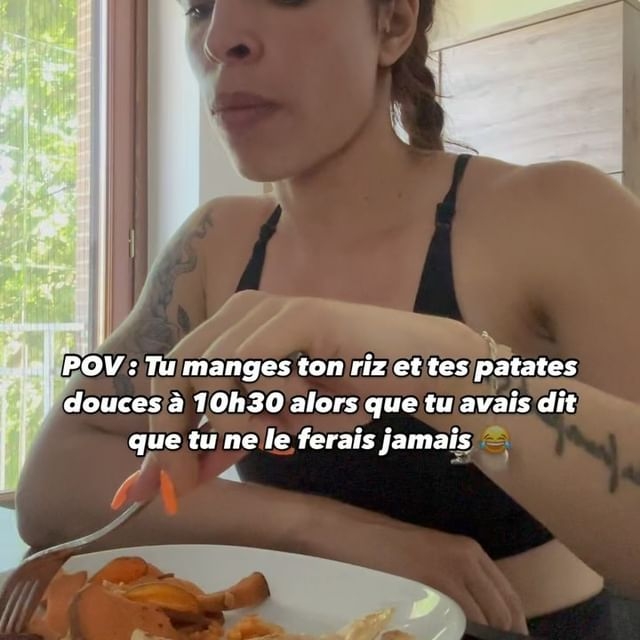 POV : Tu manges ton riz et tes patates
douces à 10h30 alors que tu avais dit
que tu ne le ferais jamais 😂